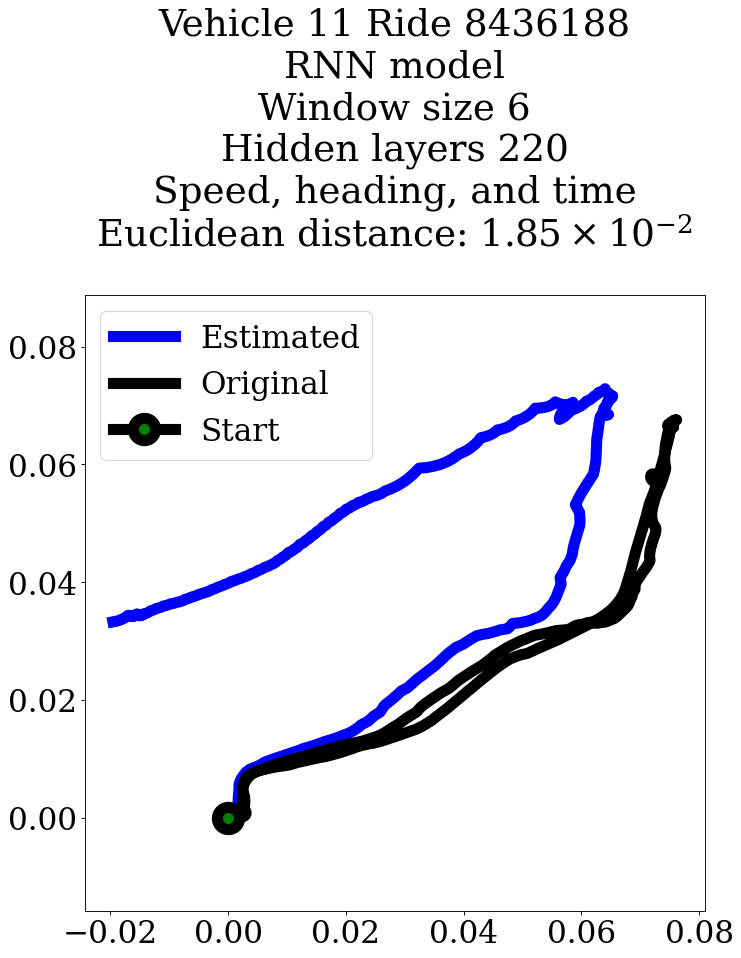 Vehicle 11 Ride 8436188
RNN model
Window size 6
Hidden layers 220
Speed, heading, and time
Euclidean distance: 1.85 × 10⁻²
Estimated
Original
Start
0.08
0.06
0.04
0.02
0.00
−0.02 0.00 0.02 0.04 0.06 0.08